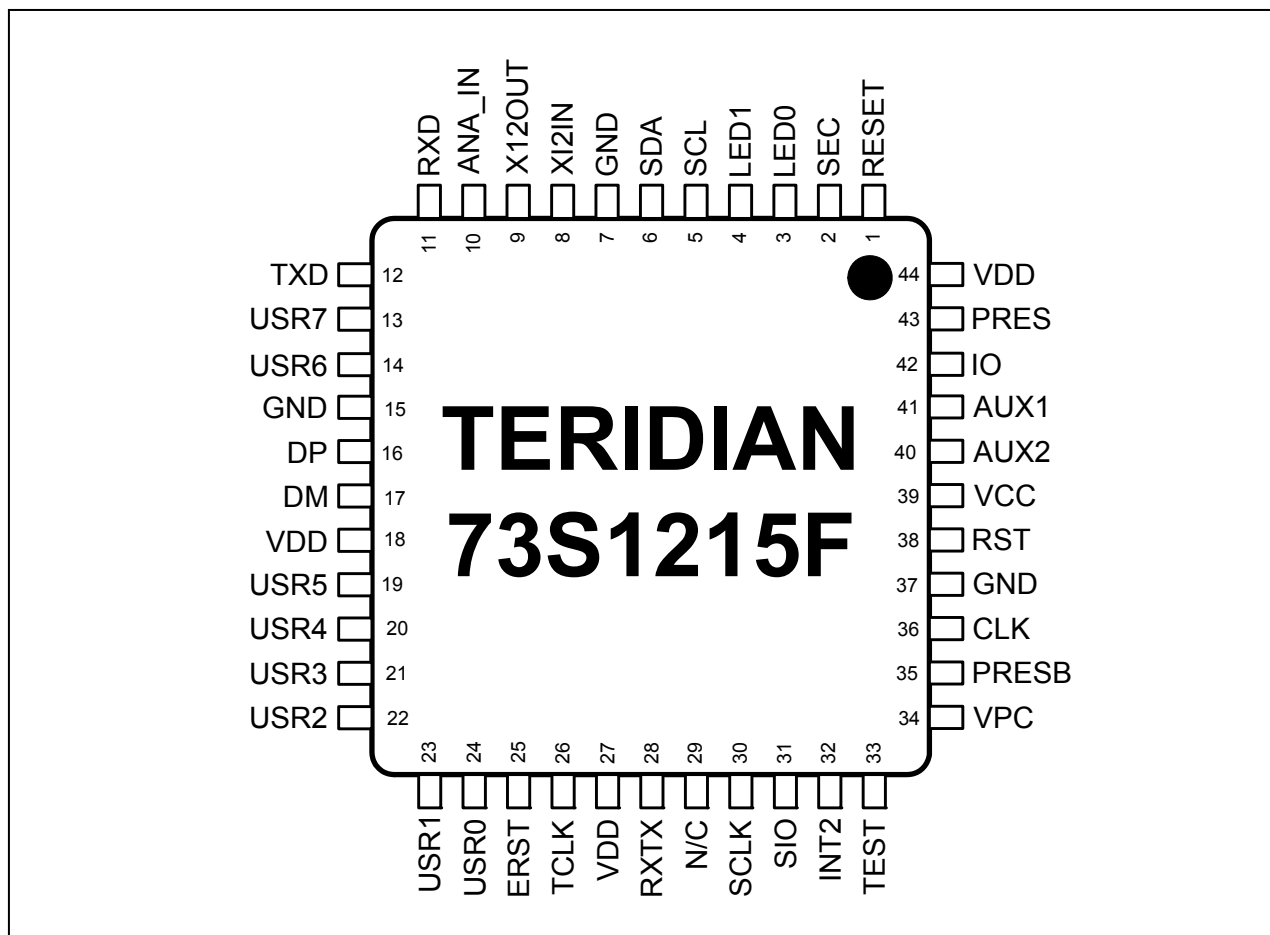 RXD
ANA_IN
X12OUT
XI2IN
GND
SDA
SCL
LED1
LED0
SEC
RESET
11
10
9
8
7
6
5
4
3
2
1
TXD 12
USR7 13
USR6 14
GND 15
DP 16
DM 17
VDD 18
USR5 19
USR4 20
USR3 21
USR2 22
TERIDIAN
73S1215F
44 VDD
43 PRES
42 IO
41 AUX1
40 AUX2
39 VCC
38 RST
37 GND
36 CLK
35 PRESB
34 VPC
23
24
25
26
27
28
29
30
31
32
33
USR1
USR0
ERST
TCLK
VDD
RXTX
N/C
SCLK
SIO
INT2
TEST